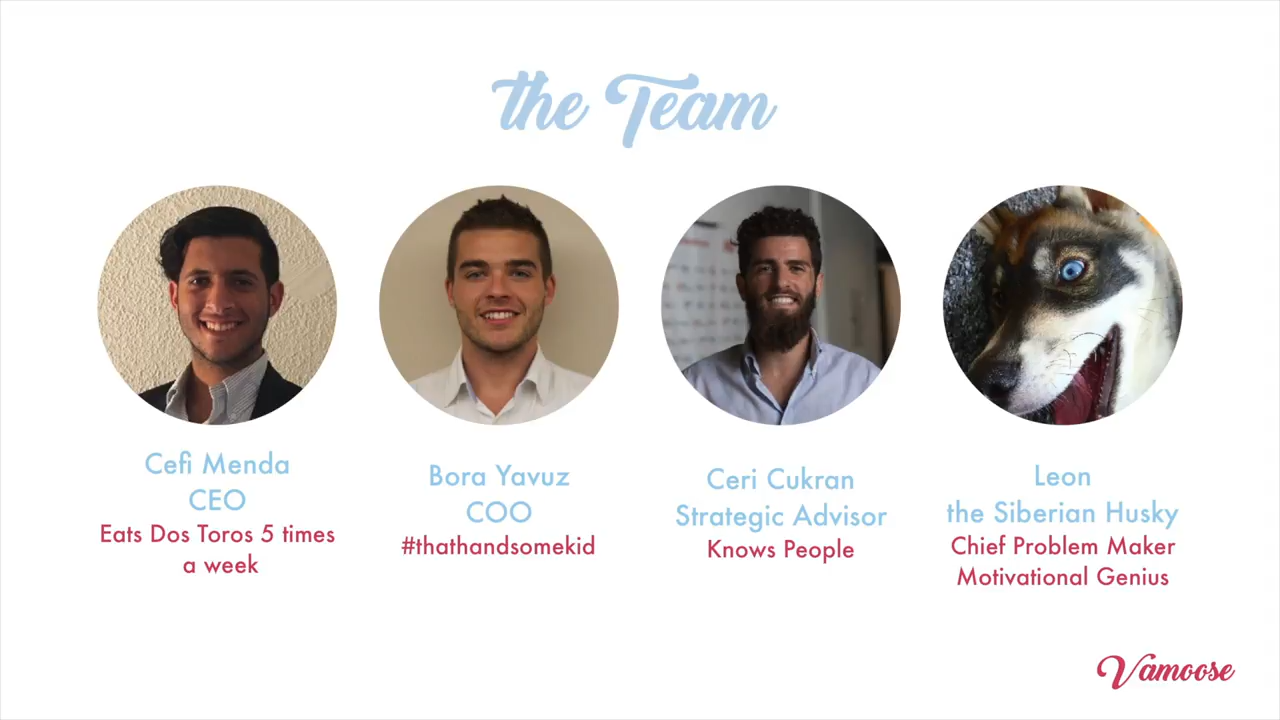 the Team
Cefi Menda
CEO
Eats Dos Toros 5 times
a week
Bora Yavuz
COO
#thathandsomekid
Ceri Cukran
Strategic Advisor
Knows People
Leon
the Siberian Husky
Chief Problem Maker
Motivational Genius
Vamoose